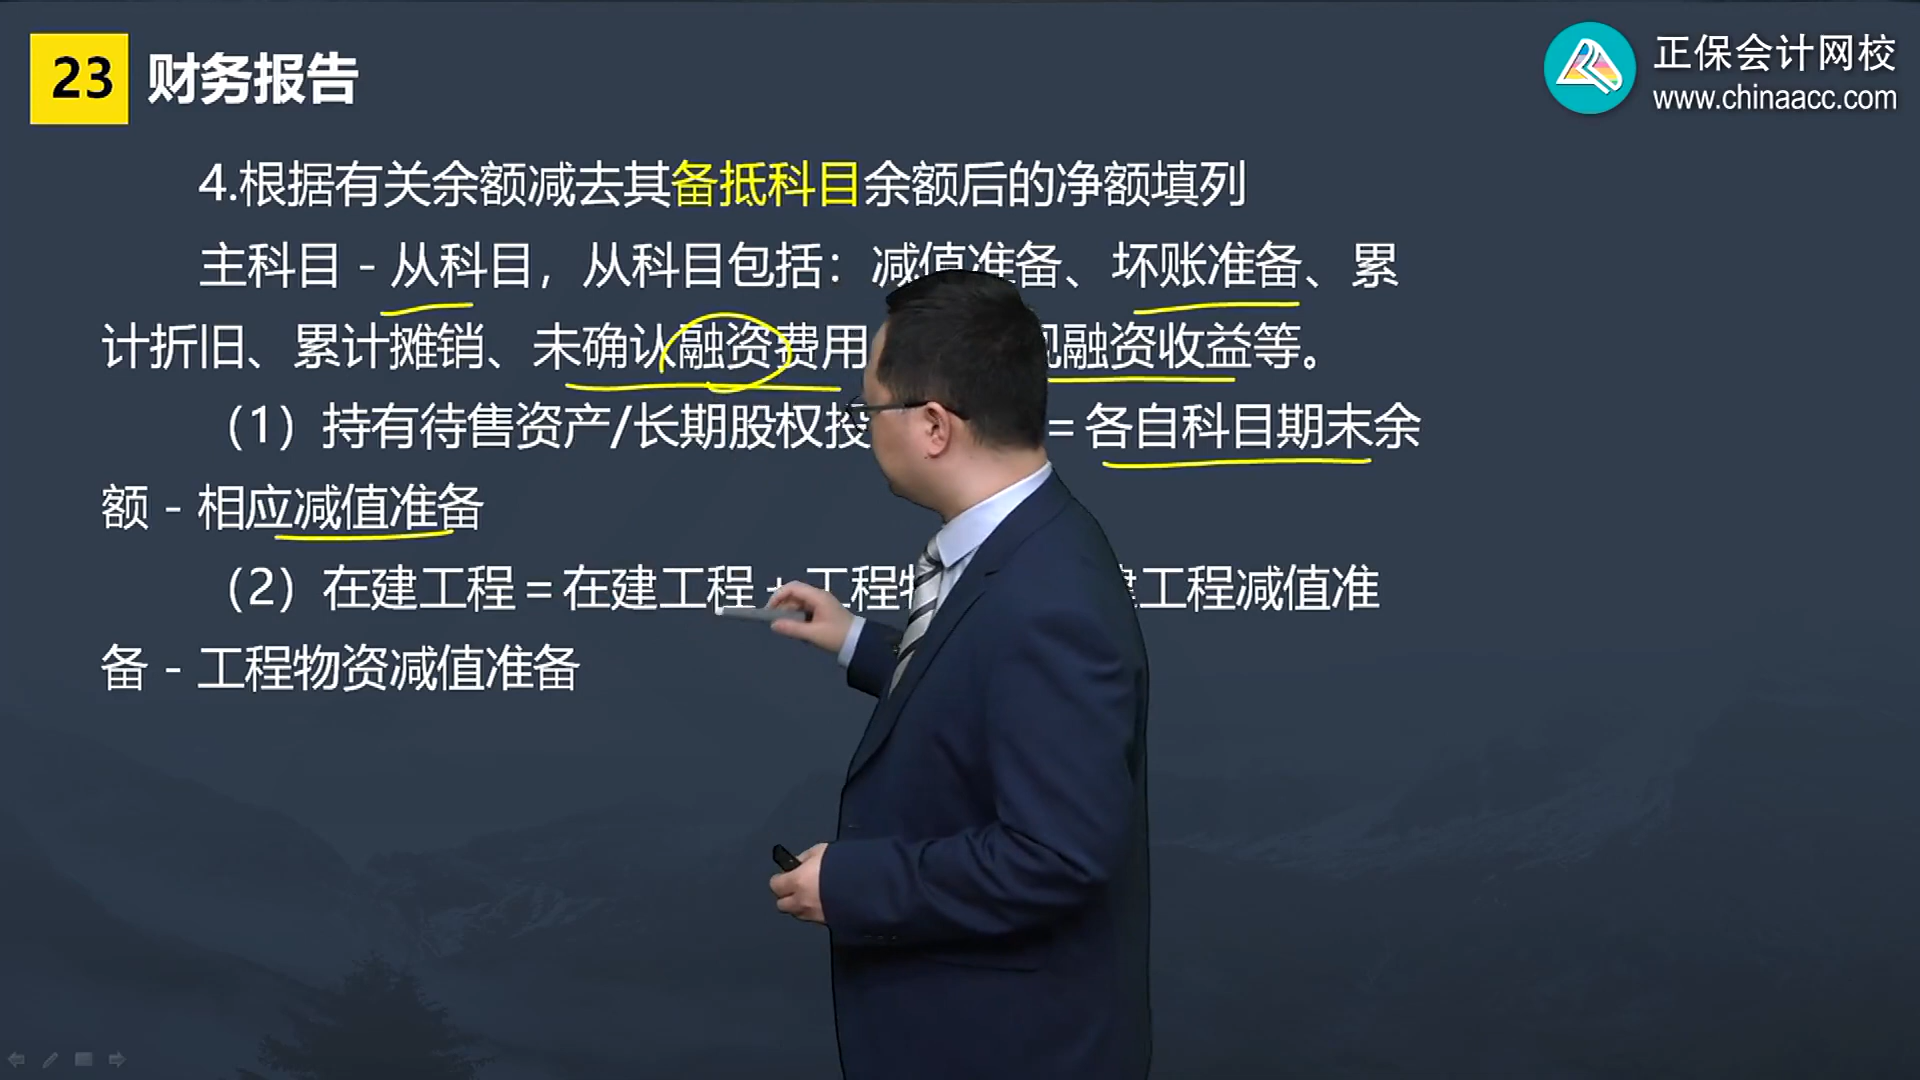 23 财务报告
正保会计网校
www.chinaacc.com
4.根据有关余额减去其备抵科目余额后的净额填列
主科目-从科目，从科目包括：减值准备、坏账准备、累
计折旧、累计摊销、未确认融资费用 融资收益等。
（1）持有待售资产/长期股权投 =各自科目期末余
额-相应减值准备
（2）在建工程=在建工程+工程物 工程减值准
备-工程物资减值准备